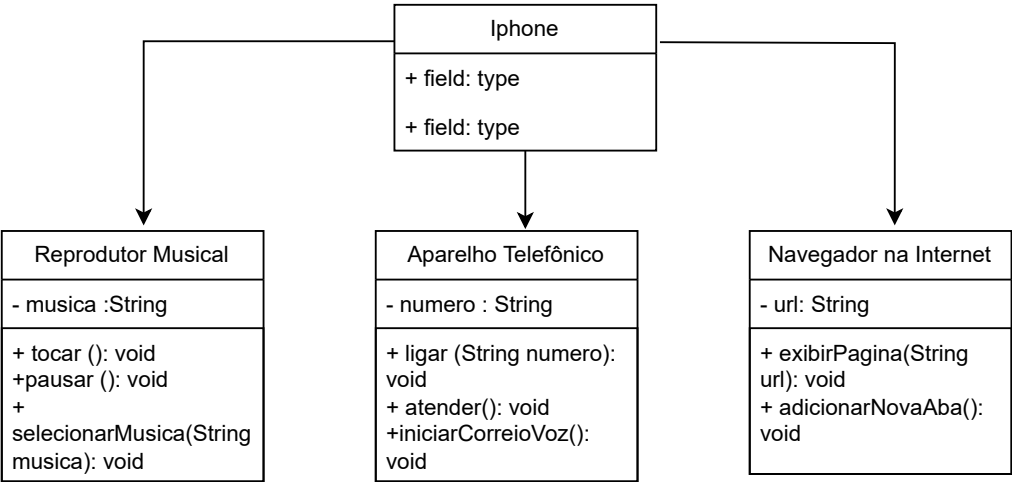 Iphone
+ field: type
+ field: type
Reprodutor Musical
- musica :String
+ tocar (): void
+pausar (): void
+
selecionarMusica(String
musica): void
Aparelho Telefônico
- numero : String
+ ligar (String numero):
void
+ atender(): void
+iniciarCorreioVoz():
void
Navegador na Internet
- url: String
+ exibirPagina(String
url): void
+ adicionarNovaAba():
void